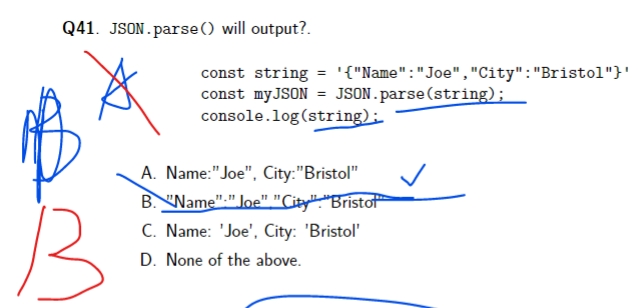 Q41. JSON.parse() will output?.
A
const string = '{"Name":"Joe","City":"Bristol"}'
const myJSON = JSON.parse(string);
console.log(string);
B
A. Name:"Joe", City:"Bristol"
B. "Name":"Joe","City":"Bristol"
C. Name: 'Joe', City: 'Bristol'
B
D. None of the above.